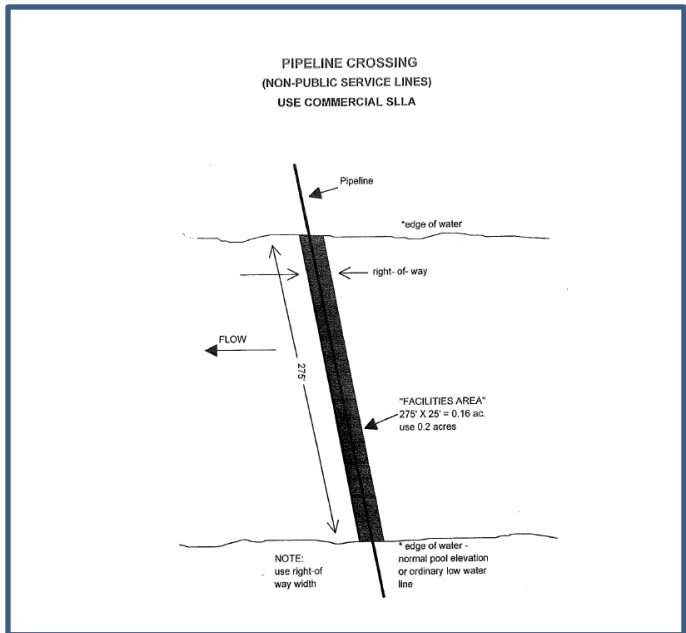 PIPELINE CROSSING
(NON-PUBLIC SERVICE LINES)
USE COMMERCIAL SLLA
Pipeline
*edge of water
right- of- way
FLOW
275'
"FACILITIES AREA"
275' X 25' = 0.16 ac.
use 0.2 acres
NOTE:
use right-of
way width
* edge of water -
normal pool elevation
or ordinary low water
line